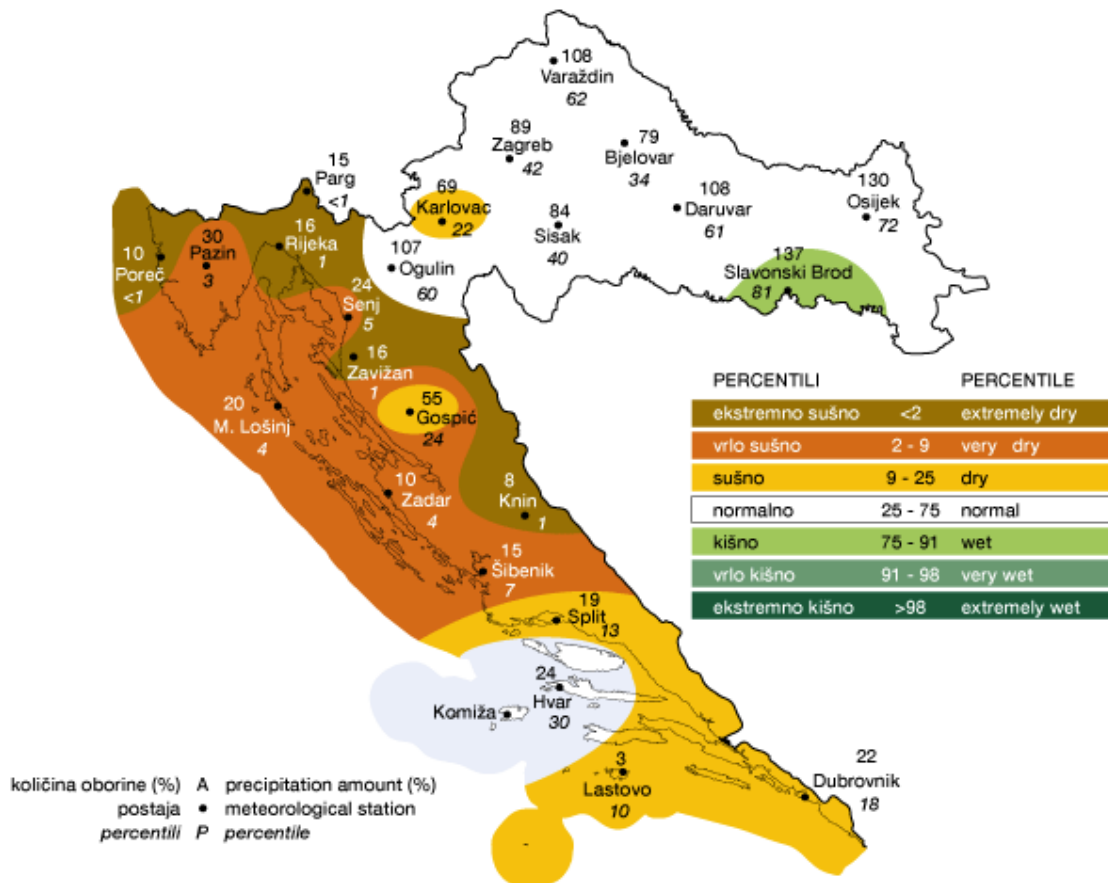 108
Varaždin
62
89
Zagreb
42
79
Bjelovar
34
15
Parg
<1
69
Karlovac
22
108
Daruvar
61
130
Osijek
72
84
Sisak
40
16
Rijeka
1
30
Pazin
3
10
Poreč
<1
107
Ogulin
60
137
Slavonski Brod
81
24
Senj
5
16
Zavižan
1
55
Gospić
24
20
M. Lošinj
4
10
Zadar
4
8
Knin
1
15
Šibenik
7
19
Split
13
24
Hvar
30
Komiža
3
Lastovo
10
22
Dubrovnik
18
-
PERCENTILI PERCENTILE
ekstremno sušno <2 extremely dry
vrlo sušno 2 - 9 very dry
sušno 9 - 25 dry
normalno 25 - 75 normal
kišno 75 - 91 wet
vrlo kišno 91 - 98 very wet
ekstremno kišno >98 extremely wet
količina oborine (%) A precipitation amount (%)
postaja • meteorological station
percentili P percentile